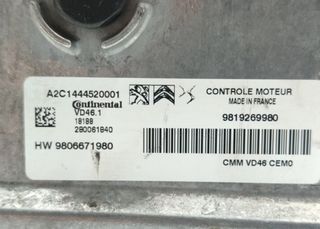 A2C1444520001
Continental
VD46.1
18188
280061840
HW 9806671980
CONTROLE MOTEUR
MADE IN FRANCE
9819269980
CMM VD46 CEM0